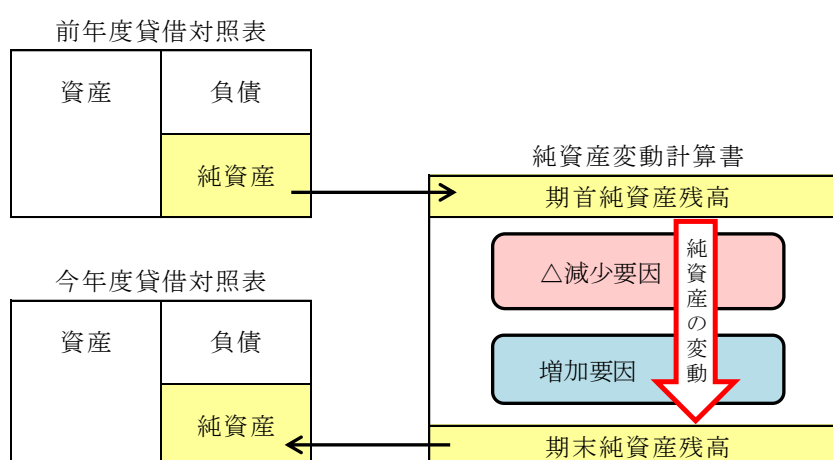 前年度貸借対照表
資産
負債
純資産
純資産変動計算書
期首純資産残高
△減少要因
純資産の変動
増加要因
期末純資産残高
今年度貸借対照表
資産
負債
純資産